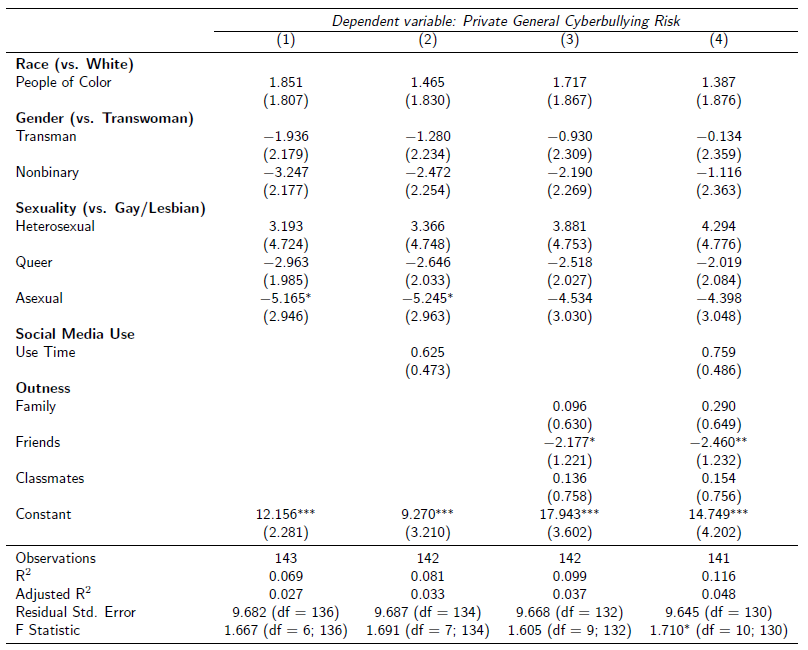 Dependent variable: Private General Cyberbullying Risk
(1) (2) (3) (4)
Race (vs. White)
People of Color 1.851 1.465 1.717 1.387
(1.807) (1.830) (1.867) (1.876)
Gender (vs. Transwoman)
Transman −1.936 −1.280 −0.930 −0.134
(2.179) (2.234) (2.309) (2.359)
Nonbinary −3.247 −2.472 −2.190 −1.116
(2.177) (2.254) (2.269) (2.363)
Sexuality (vs. Gay/Lesbian)
Heterosexual 3.193 3.366 3.881 4.294
(4.724) (4.748) (4.753) (4.776)
Queer −2.963 −2.646 −2.518 −2.019
(1.985) (2.033) (2.027) (2.084)
Asexual −5.165* −5.245* −4.534 −4.398
(2.946) (2.963) (3.030) (3.048)
Social Media Use
Use Time 0.625 0.759
(0.473) (0.486)
Outness
Family 0.096 0.290
(0.630) (0.649)
Friends −2.177* −2.460**
(1.221) (1.232)
Classmates 0.136 0.154
(0.758) (0.756)
Constant 12.156*** 9.270*** 17.943*** 14.749***
(2.281) (3.210) (3.602) (4.202)
Observations 143 142 142 141
R² 0.069 0.081 0.099 0.116
Adjusted R² 0.027 0.033 0.037 0.048
Residual Std. Error 9.682 (df = 136) 9.687 (df = 134) 9.668 (df = 132) 9.645 (df = 130)
F Statistic 1.667 (df = 6; 136) 1.691 (df = 7; 134) 1.605 (df = 9; 132) 1.710* (df = 10; 130)